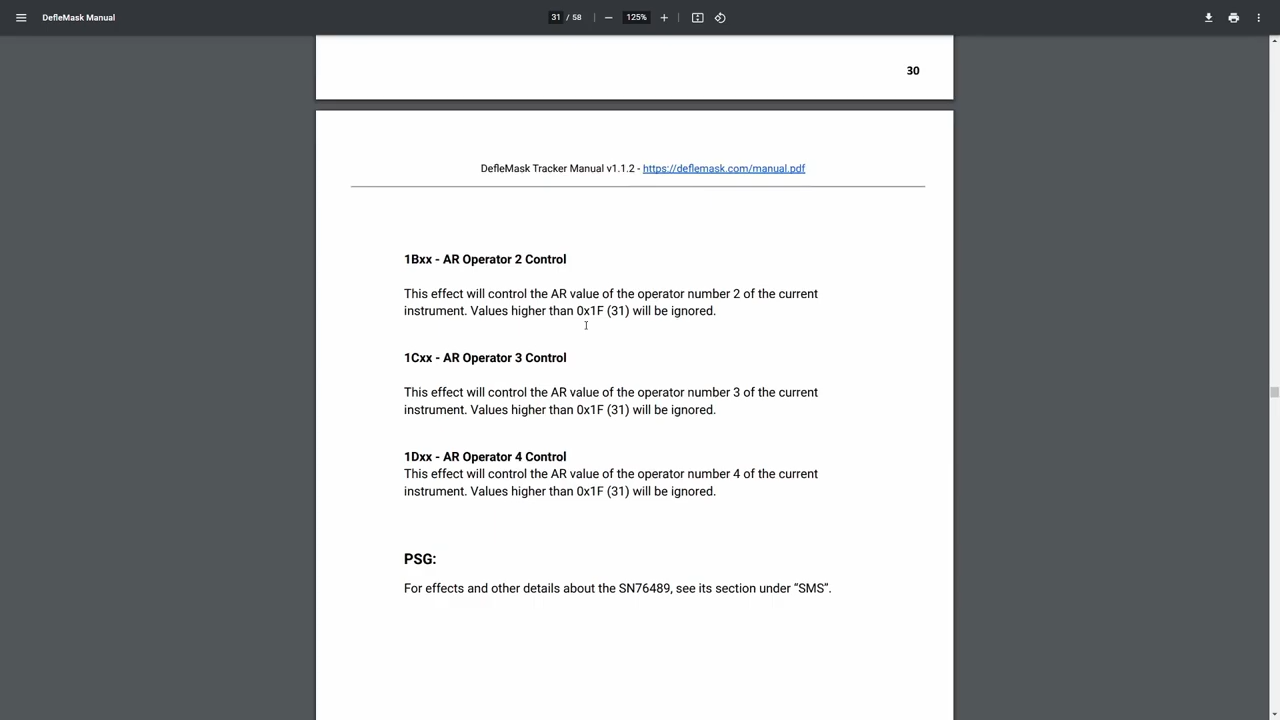 DefleMask Manual
31 / 58
125%
30
DefleMask Tracker Manual v1.1.2 - https://deflemask.com/manual.pdf
1Bxx - AR Operator 2 Control
This effect will control the AR value of the operator number 2 of the current
instrument. Values higher than 0x1F (31) will be ignored.
1Cxx - AR Operator 3 Control
This effect will control the AR value of the operator number 3 of the current
instrument. Values higher than 0x1F (31) will be ignored.
1Dxx - AR Operator 4 Control
This effect will control the AR value of the operator number 4 of the current
instrument. Values higher than 0x1F (31) will be ignored.
PSG:
For effects and other details about the SN76489, see its section under “SMS”.